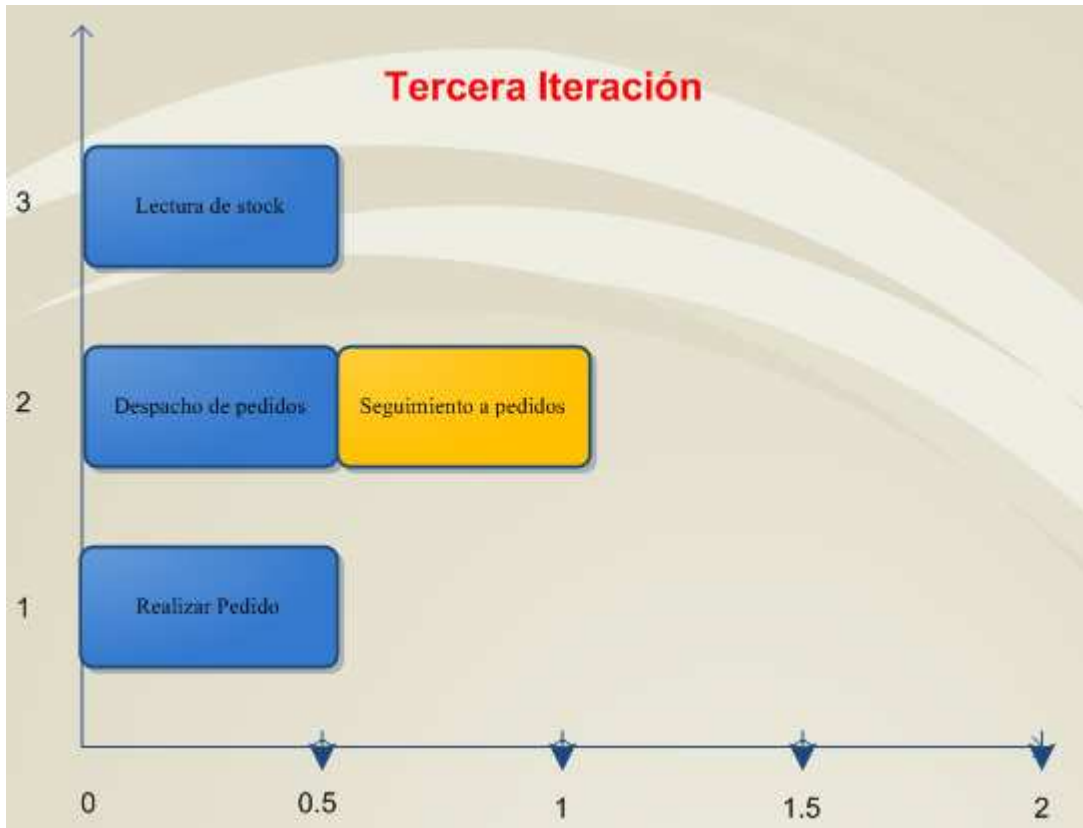 Tercera Iteración
3
Lectura de stock
2
Despacho de pedidos
Seguimiento a pedidos
1
Realizar Pedido
0
0.5
1
1.5
2